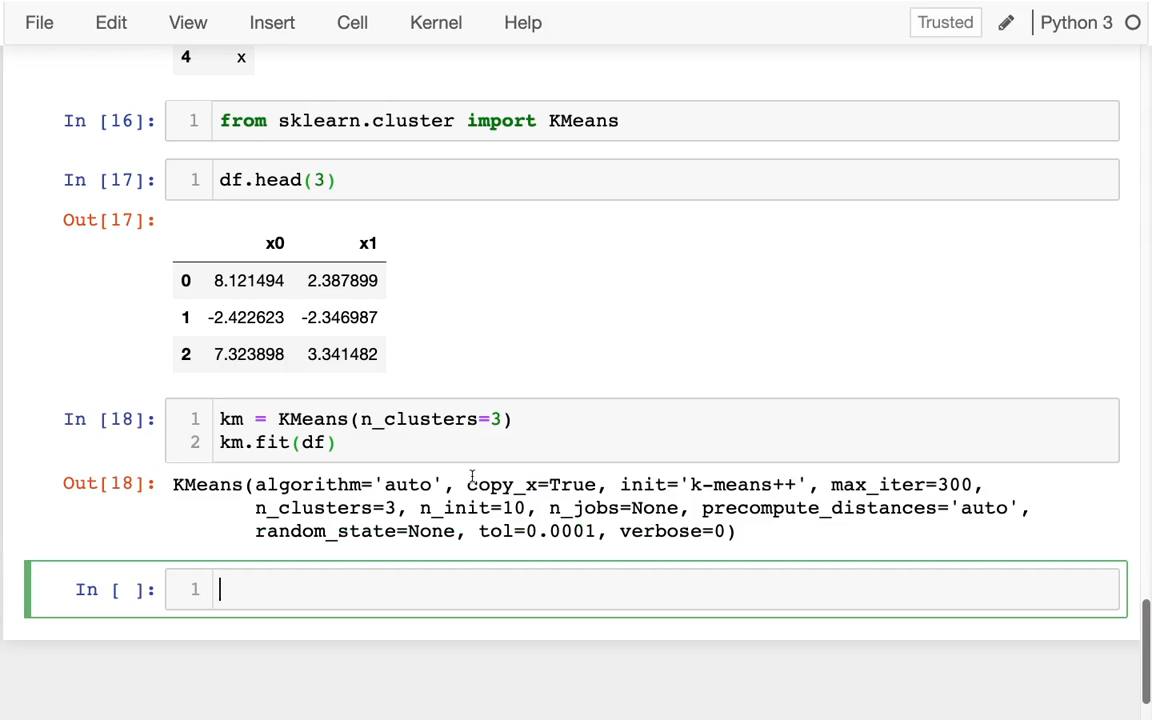 File Edit View Insert Cell Kernel Help Trusted Python 3
4 x
In [16]: 1 from sklearn.cluster import KMeans
In [17]: 1 df.head(3)
Out[17]:
x0 x1
0 8.121494 2.387899
1 -2.422623 -2.346987
2 7.323898 3.341482
In [18]: 1 km = KMeans(n_clusters=3)
2 km.fit(df)
Out[18]: KMeans(algorithm='auto', copy_x=True, init='k-means++', max_iter=300,
n_clusters=3, n_init=10, n_jobs=None, precompute_distances='auto',
random_state=None, tol=0.0001, verbose=0)
In [ ]: 1